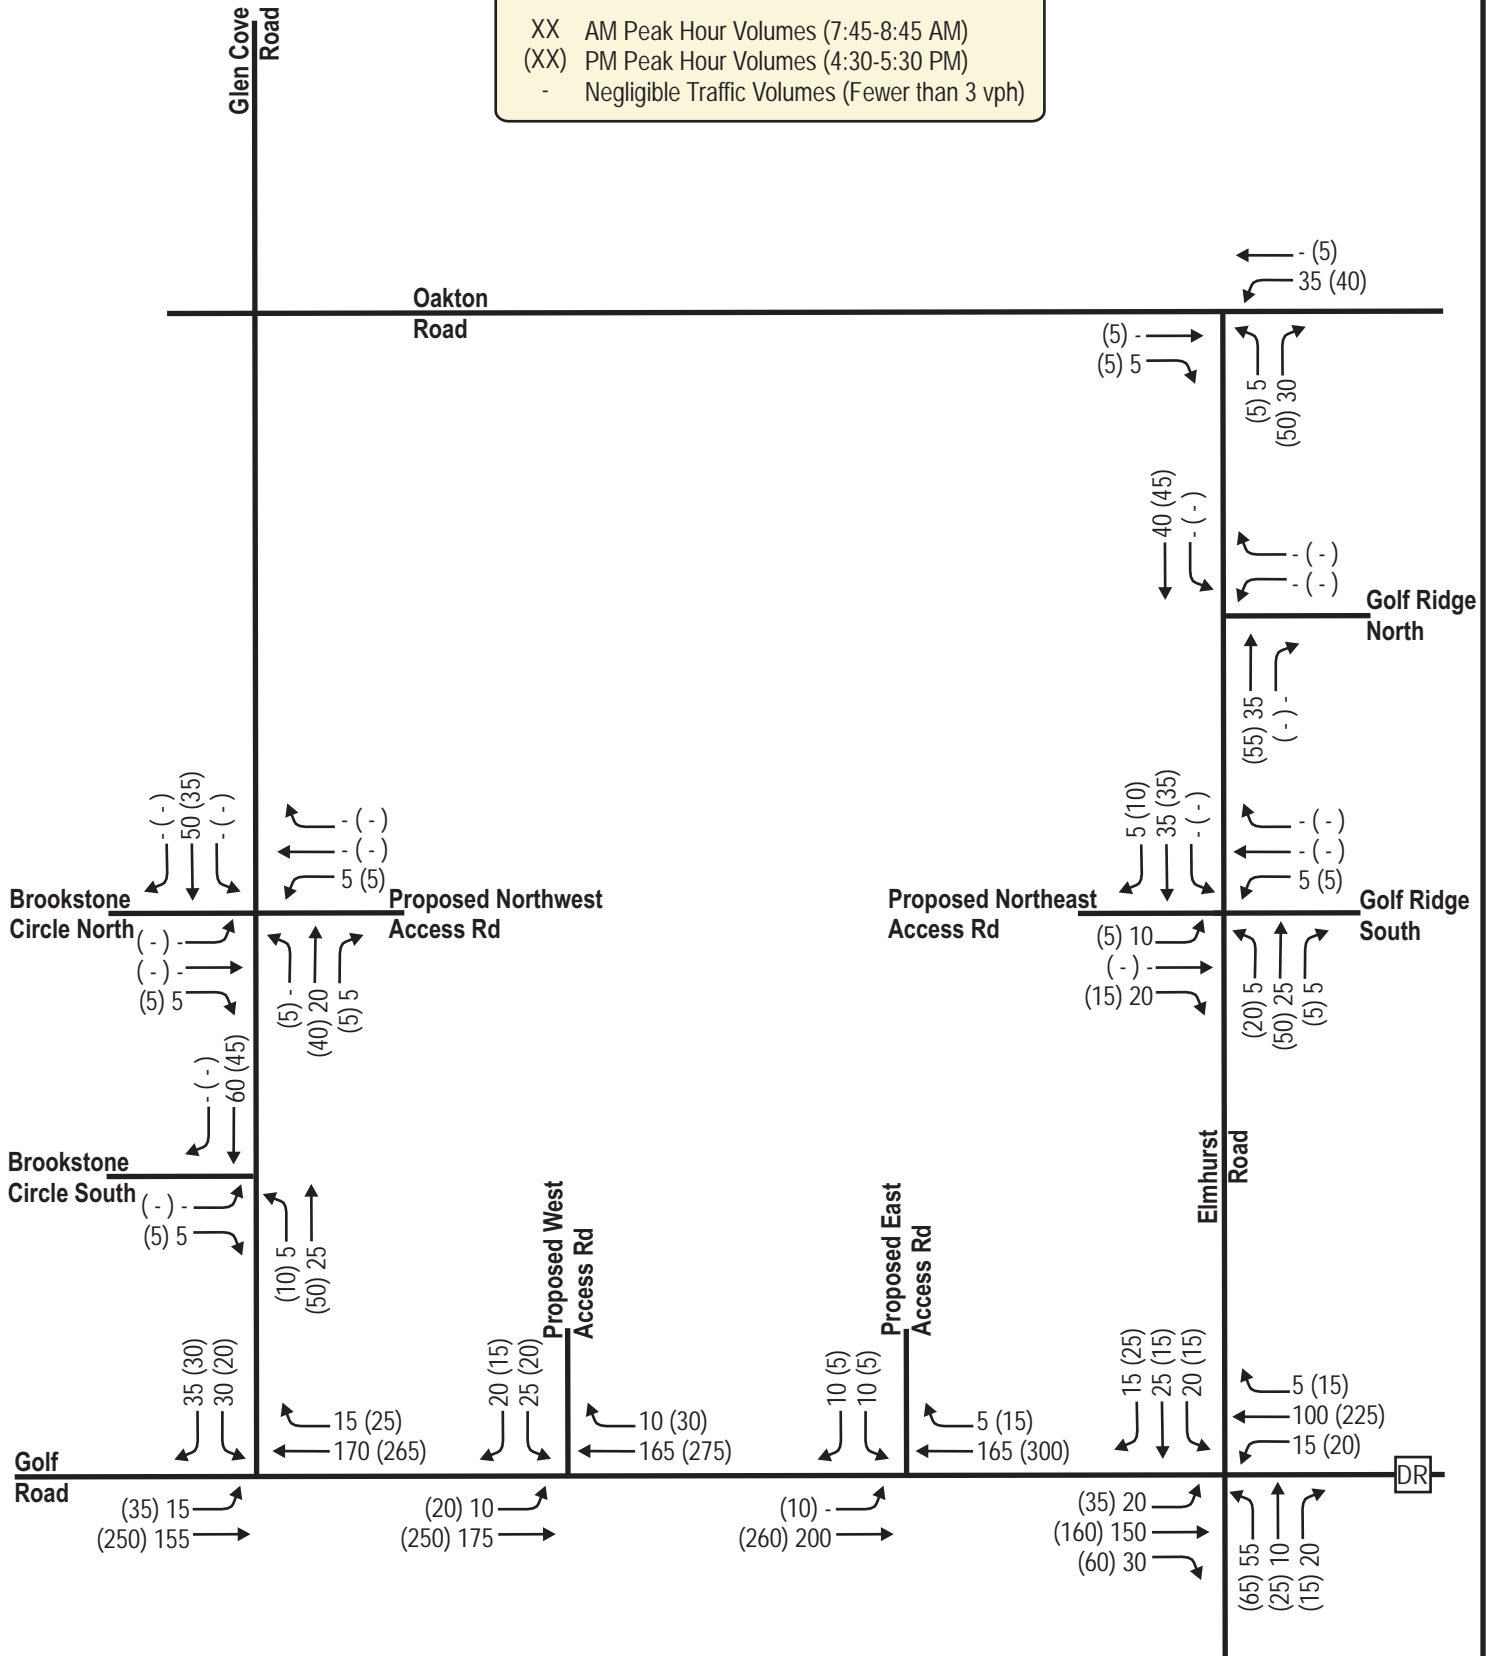 Glen Cove
Road
XX AM Peak Hour Volumes (7:45-8:45 AM)
(XX) PM Peak Hour Volumes (4:30-5:30 PM)
- Negligible Traffic Volumes (Fewer than 3 vph)
- (5)
35 (40)
Oakton
Road
(5) -
(5) 5
(5) 5
(50) 30
40 (45)
- ( - )
- ( - )
- ( - )
Golf Ridge
North
(55) 35
( - ) -
- ( - )
50 (35)
- ( - )
- ( - )
- ( - )
5 (5)
Brookstone
Circle North
Proposed Northwest
Access Rd
( - ) -
( - ) -
(5) 5
(5) -
(40) 20
(5) 5
5 (10)
35 (35)
- ( - )
- ( - )
- ( - )
5 (5)
Proposed Northeast
Access Rd
Golf Ridge
South
(5) 10
( - ) -
(15) 20
(20) 5
(50) 25
(5) 5
- ( - )
60 (45)
Brookstone
Circle South
( - ) -
(5) 5
(10) 5
(50) 25
Elmhurst
Road
Proposed West
Access Rd
Proposed East
Access Rd
35 (30)
30 (20)
15 (25)
170 (265)
20 (15)
25 (20)
10 (30)
165 (275)
10 (5)
10 (5)
5 (15)
165 (300)
15 (25)
25 (15)
20 (15)
5 (15)
100 (225)
15 (20)
Golf
Road
DR
(35) 15
(250) 155
(20) 10
(250) 175
(10) -
(260) 200
(35) 20
(160) 150
(60) 30
(65) 55
(25) 10
(15) 20